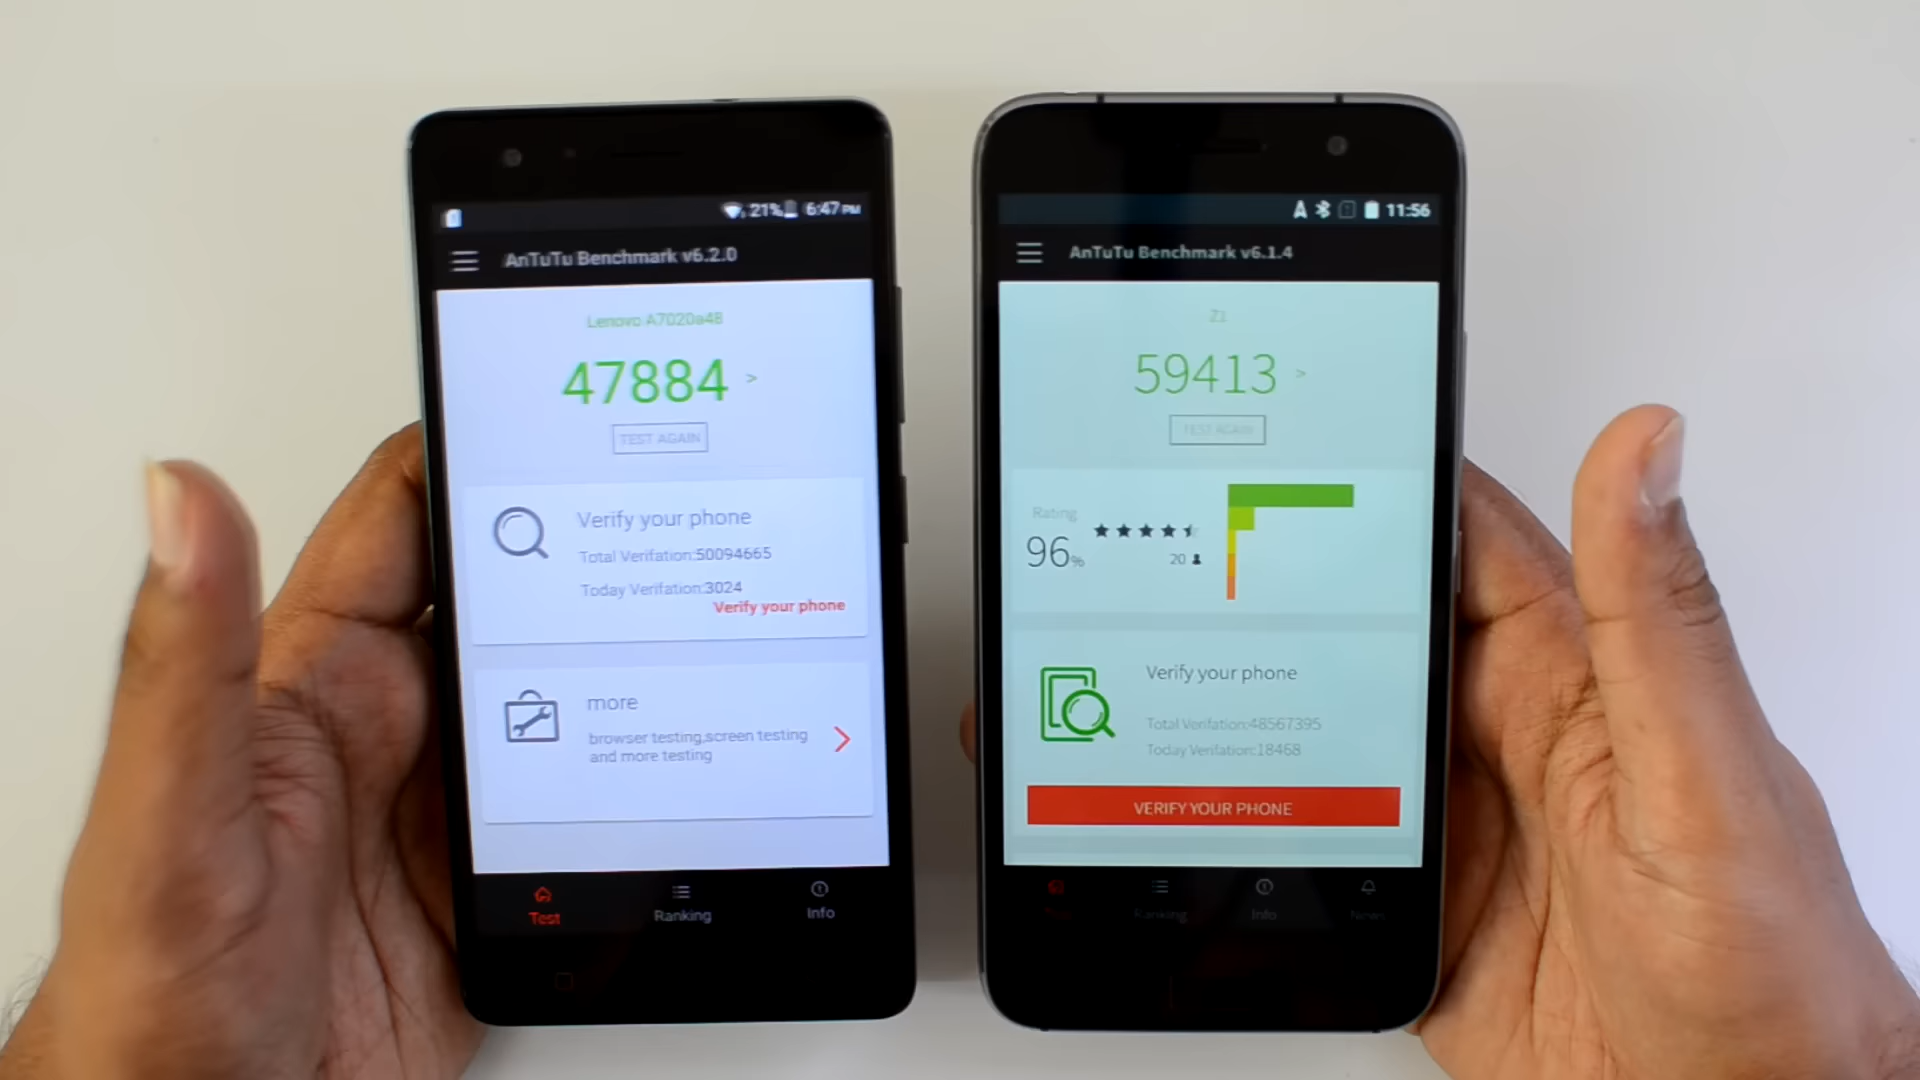 21% 6:47 PM
AnTuTu Benchmark v6.2.0
Lenovo A7020a48
47884 >
TEST AGAIN
Verify your phone
Total Verifation:50094665
Today Verifation:3024
Verify your phone
more
browser testing,screen testing
and more testing
Test
Ranking
Info
11:56
AnTuTu Benchmark v6.1.4
Z1
59413 >
TEST AGAIN
Rating
96%
20
Verify your phone
Total Verifation:48567395
Today Verifation:18468
VERIFY YOUR PHONE
Ranking
Info
News